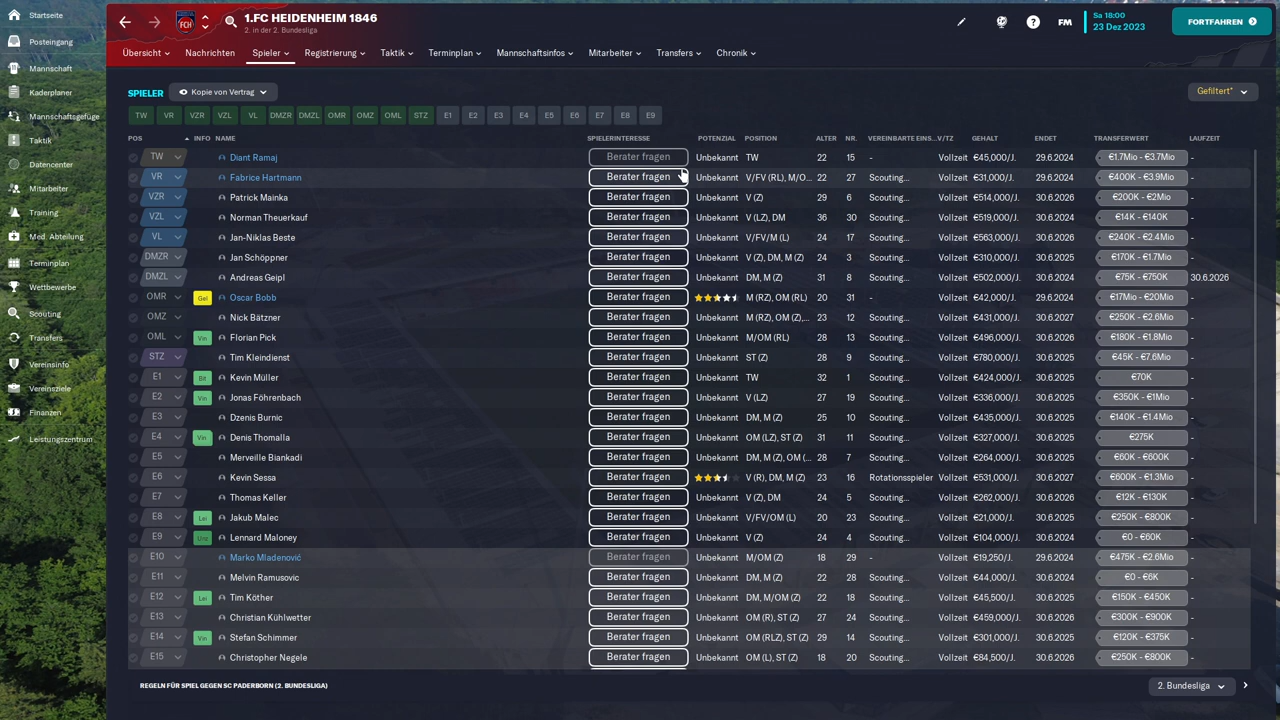 Startseite
Posteingang
Mannschaft
Kaderplaner
Mannschaftsgefüge
Taktik
Datencenter
Mitarbeiter
Training
Med. Abteilung
Terminplan
Wettbewerbe
Scouting
Transfers
Vereinsinfo
Vereinsziele
Finanzen
Leistungszentrum
1.FC HEIDENHEIM 1846
2. in der 2. Bundesliga
FM
Sa 18:00
23 Dez 2023
FORTFAHREN
Übersicht Nachrichten Spieler Registrierung Taktik Terminplan Mannschaftsinfos Mitarbeiter Transfers Chronik
SPIELER Kopie von Vertrag Gefiltert*
TW VR VZR VZL VL DMZR DMZL OMR OMZ OML STZ E1 E2 E3 E4 E5 E6 E7 E8 E9
POS INFO NAME SPIELERINTERESSE POTENZIAL POSITION ALTER NR. VEREINBARTE EINS... V/TZ GEHALT ENDET TRANSFERWERT LAUFZEIT
TW Diant Ramaj Berater fragen Unbekannt TW 22 15 - Vollzeit €45,000/J. 29.6.2024 €1.7Mio - €3.7Mio -
VR Fabrice Hartmann Berater fragen Unbekannt V/FV (RL), M/O... 22 27 Scouting... Vollzeit €31,000/J. 29.6.2024 €400K - €3.9Mio -
VZR Patrick Mainka Berater fragen Unbekannt V (Z) 29 6 Scouting... Vollzeit €514,000/J. 30.6.2026 €200K - €2Mio -
VZL Norman Theuerkauf Berater fragen Unbekannt V (LZ), DM 36 30 Scouting... Vollzeit €519,000/J. 30.6.2024 €14K - €140K -
VL Jan-Niklas Beste Berater fragen Unbekannt V/FV/M (L) 24 17 Scouting... Vollzeit €563,000/J. 30.6.2026 €240K - €2.4Mio -
DMZR Jan Schöppner Berater fragen Unbekannt V (Z), DM, M (Z) 24 3 Scouting... Vollzeit €310,000/J. 30.6.2025 €170K - €1.7Mio -
DMZL Andreas Geipl Berater fragen Unbekannt DM, M (Z) 31 8 Scouting... Vollzeit €502,000/J. 30.6.2024 €75K - €750K 30.6.2026
OMR Gel Oscar Bobb Berater fragen M (RZ), OM (RL) 20 31 - Vollzeit €42,000/J. 29.6.2024 €17Mio - €20Mio -
OMZ Nick Bätzner Berater fragen Unbekannt M (RZ), OM (Z),... 23 12 Scouting... Vollzeit €431,000/J. 30.6.2027 €250K - €2.6Mio -
OML Vin Florian Pick Berater fragen Unbekannt M/OM (RL) 28 13 Scouting... Vollzeit €496,000/J. 30.6.2026 €180K - €1.8Mio -
STZ Tim Kleindienst Berater fragen Unbekannt ST (Z) 28 9 Scouting... Vollzeit €780,000/J. 30.6.2025 €45K - €7.6Mio -
E1 Bit Kevin Müller Berater fragen Unbekannt TW 32 1 Scouting... Vollzeit €424,000/J. 30.6.2025 €70K -
E2 Vin Jonas Föhrenbach Berater fragen Unbekannt V (LZ) 27 19 Scouting... Vollzeit €336,000/J. 30.6.2025 €350K - €1Mio -
E3 Dzenis Burnic Berater fragen Unbekannt DM, M (Z) 25 10 Scouting... Vollzeit €435,000/J. 30.6.2024 €140K - €1.4Mio -
E4 Vin Denis Thomalla Berater fragen Unbekannt OM (LZ), ST (Z) 31 11 Scouting... Vollzeit €327,000/J. 30.6.2025 €275K -
E5 Merveille Biankadi Berater fragen Unbekannt DM, M (Z), OM (... 28 7 Scouting... Vollzeit €264,000/J. 30.6.2024 €60K - €600K -
E6 Kevin Sessa Berater fragen V (R), DM, M (Z) 23 16 Rotationsspieler Vollzeit €531,000/J. 30.6.2027 €600K - €1.3Mio -
E7 Thomas Keller Berater fragen Unbekannt V (Z), DM 24 5 Scouting... Vollzeit €262,000/J. 30.6.2026 €12K - €130K -
E8 Lei Jakub Malec Berater fragen Unbekannt V/FV/OM (L) 20 23 Scouting... Vollzeit €21,000/J. 30.6.2025 €250K - €800K -
E9 Lennard Maloney Berater fragen Unbekannt V (Z) 24 4 Scouting... Vollzeit €104,000/J. 30.6.2024 €0 - €60K -
E10 Marko Mladenović Berater fragen Unbekannt M/OM (Z) 18 29 - Vollzeit €19,250/J. 29.6.2024 €475K - €2.6Mio -
E11 Melvin Ramusovic Berater fragen Unbekannt DM, M (Z) 22 28 Scouting... Vollzeit €44,000/J. 30.6.2024 €0 - €6K -
E12 Lei Tim Köther Berater fragen Unbekannt DM, M/OM (Z) 22 18 Scouting... Vollzeit €45,500/J. 30.6.2024 €150K - €450K -
E13 Christian Kühlwetter Berater fragen Unbekannt OM (R), ST (Z) 27 24 Scouting... Vollzeit €459,000/J. 30.6.2026 €300K - €900K -
E14 Vin Stefan Schimmer Berater fragen Unbekannt OM (RLZ), ST (Z) 29 14 Scouting... Vollzeit €301,000/J. 30.6.2025 €120K - €375K -
E15 Christopher Negele Berater fragen Unbekannt OM (L), ST (Z) 18 20 Scouting... Vollzeit €84,500/J. 30.6.2026 €250K - €800K -
REGELN FÜR SPIEL GEGEN SC PADERBORN (2. BUNDESLIGA) 2. Bundesliga